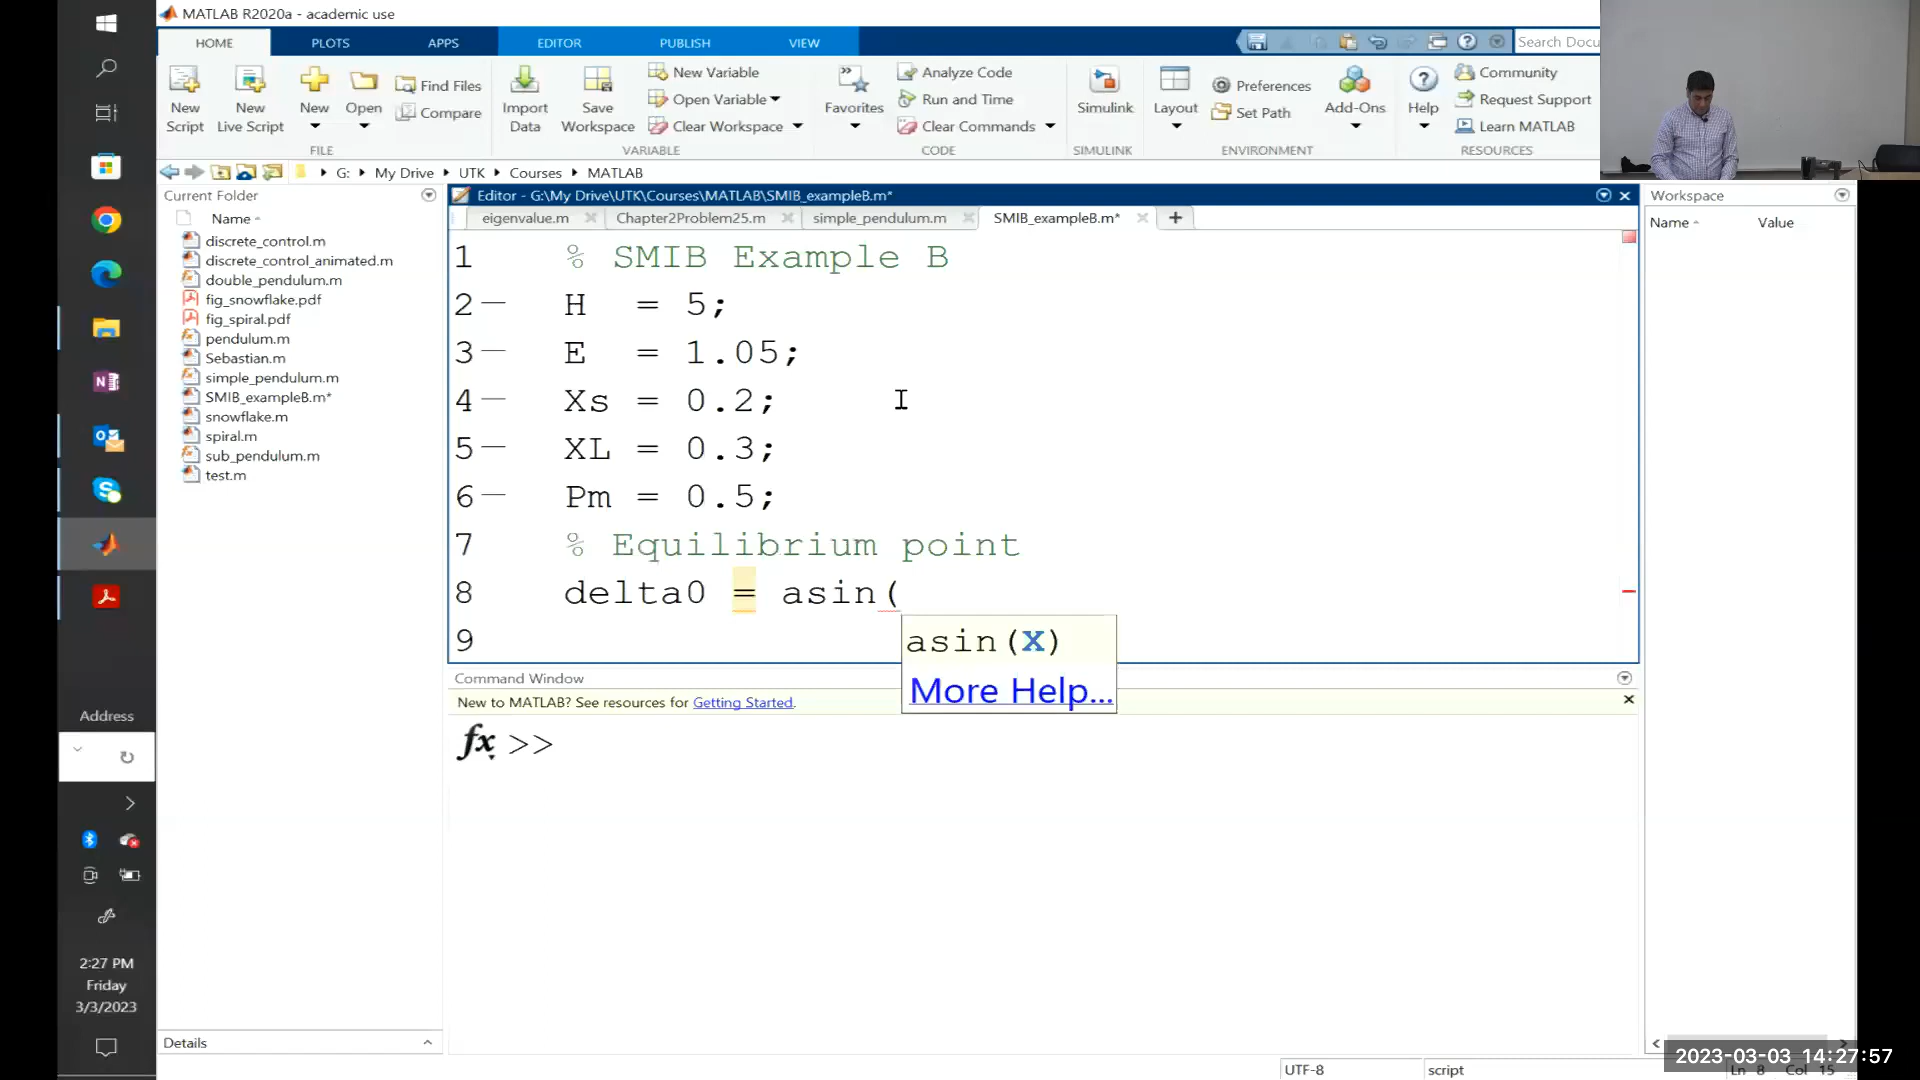 MATLAB R2020a - academic use
HOME PLOTS APPS EDITOR PUBLISH VIEW
Search Docu
New Script
New Live Script
New
Open
Find Files
Compare
FILE
Import Data
Save Workspace
New Variable
Open Variable
Clear Workspace
VARIABLE
Favorites
Analyze Code
Run and Time
Clear Commands
CODE
Simulink
SIMULINK
Layout
Preferences
Set Path
Add-Ons
ENVIRONMENT
Help
Community
Request Support
Learn MATLAB
RESOURCES
G: My Drive UTK Courses MATLAB
Current Folder
Name
discrete_control.m
discrete_control_animated.m
double_pendulum.m
fig_snowflake.pdf
fig_spiral.pdf
pendulum.m
Sebastian.m
simple_pendulum.m
SMIB_exampleB.m*
snowflake.m
spiral.m
sub_pendulum.m
test.m
Details
Editor - G:\My Drive\UTK\Courses\MATLAB\SMIB_exampleB.m*
eigenvalue.m Chapter2Problem25.m simple_pendulum.m SMIB_exampleB.m*
1 % SMIB Example B
2 H = 5;
3 E = 1.05;
4 Xs = 0.2;
5 XL = 0.3;
6 Pm = 0.5;
7 % Equilibrium point
8 delta0 = asin(
9
asin(X)
More Help...
Command Window
New to MATLAB? See resources for Getting Started.
fx >>
Workspace
Name Value
Address
2:27 PM
Friday
3/3/2023
UTF-8
script
Ln 8 Col 15
2023-03-03 14:27:57